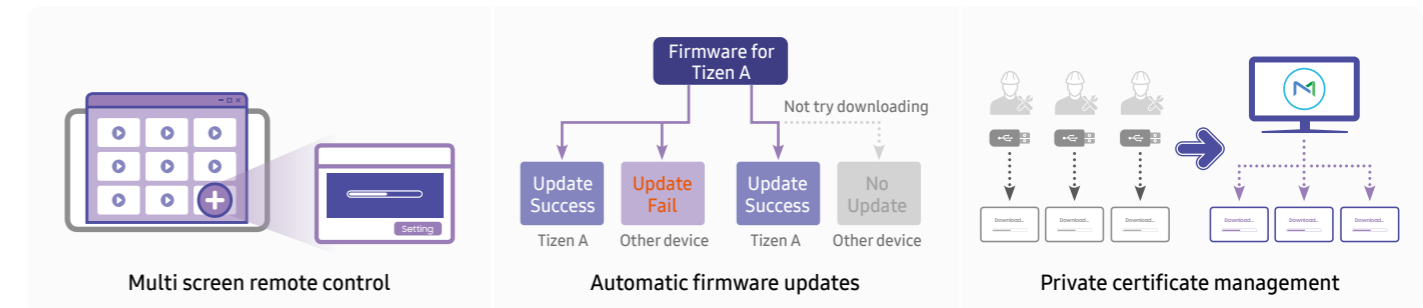 Setting
Multi screen remote control
Firmware for
Tizen A
Not try downloading
Update
Success
Update
Fail
Update
Success
No
Update
Tizen A
Other device
Tizen A
Other device
Automatic firmware updates
M
Download...
Download...
Download...
Download...
Download...
Download...
Private certificate management